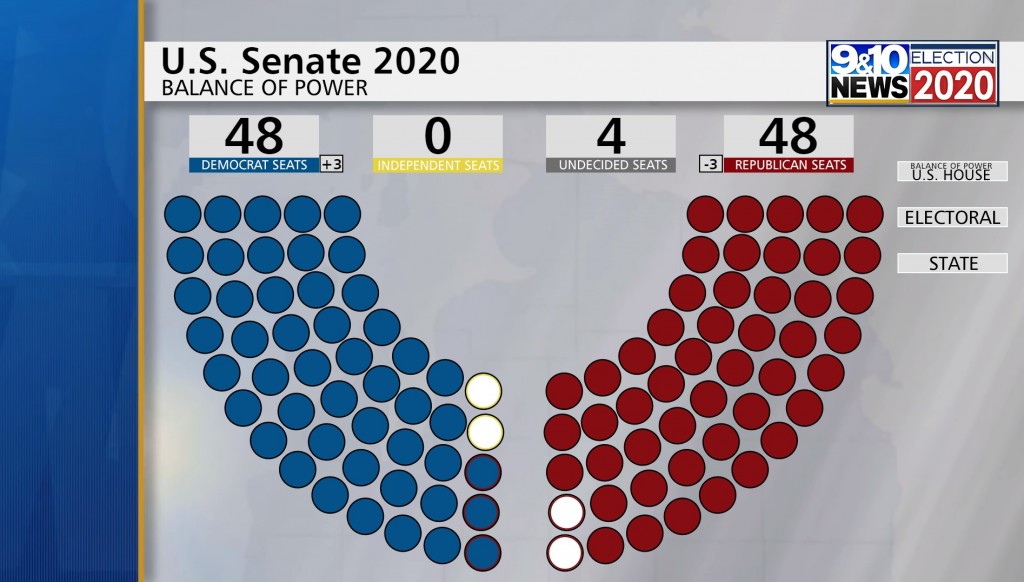 U.S. Senate 2020
BALANCE OF POWER
9&10
NEWS
ELECTION
2020
48
DEMOCRAT SEATS
+3
0
INDEPENDENT SEATS
4
UNDECIDED SEATS
48
-3
REPUBLICAN SEATS
BALANCE OF POWER
U.S. HOUSE
ELECTORAL
STATE